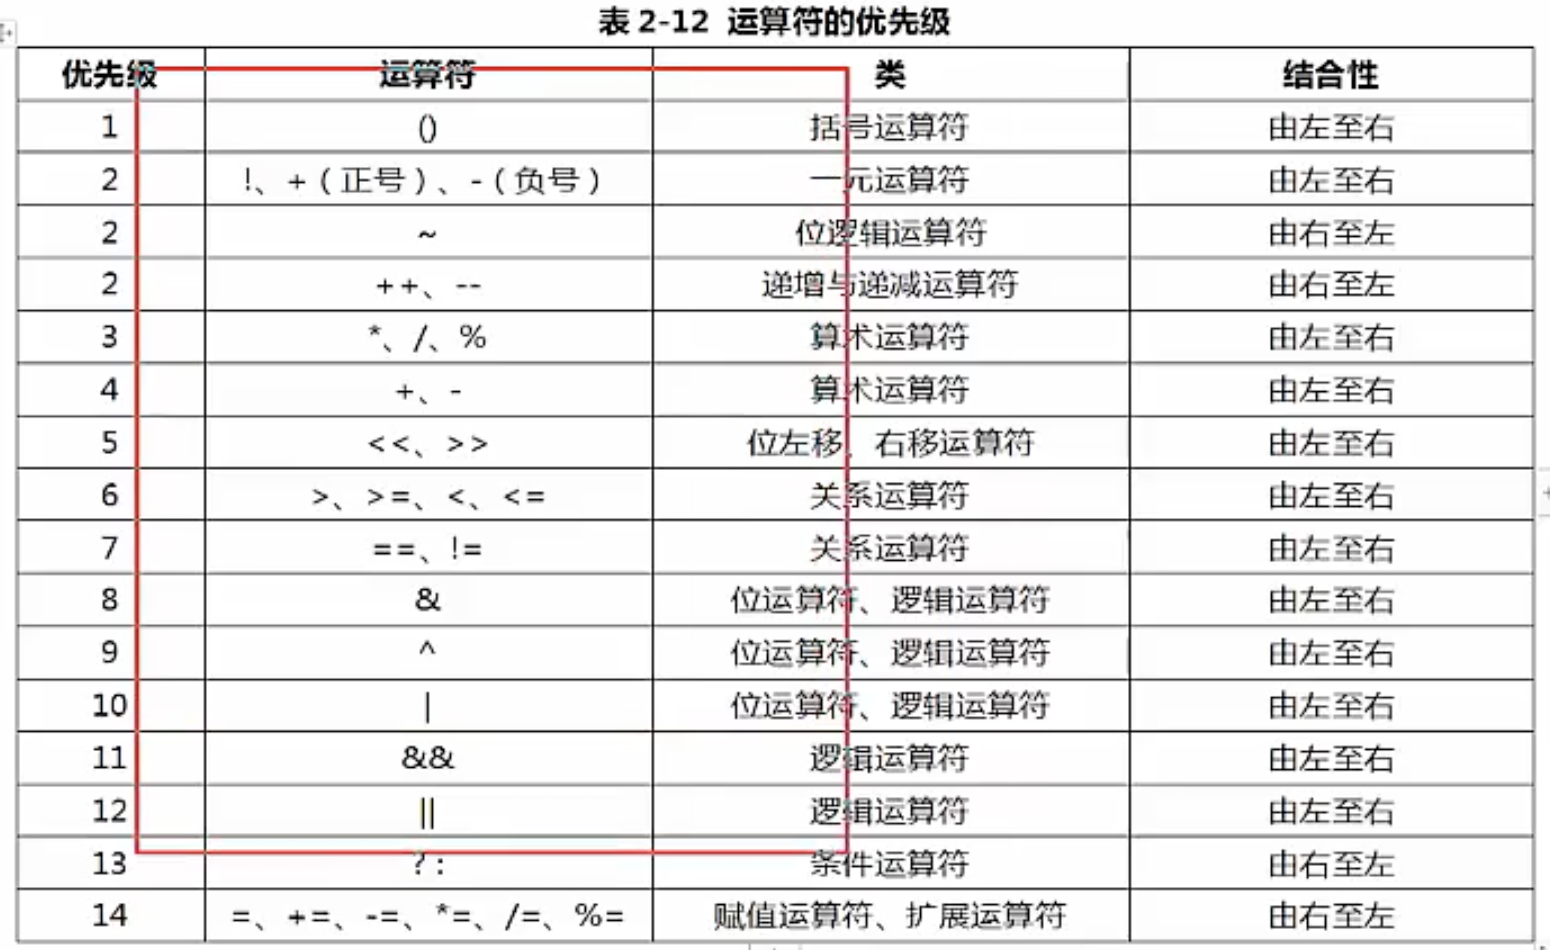 表 2-12 运算符的优先级
优先级 运算符 类 结合性
1 () 括号运算符 由左至右
2 !、+（正号）、-（负号） 一元运算符 由左至右
2 ~ 位逻辑运算符 由右至左
2 ++、-- 递增与递减运算符 由右至左
3 *、/、% 算术运算符 由左至右
4 +、- 算术运算符 由左至右
5 <<、>> 位左移、右移运算符 由左至右
6 >、>=、<、<= 关系运算符 由左至右
7 ==、!= 关系运算符 由左至右
8 & 位运算符、逻辑运算符 由左至右
9 ^ 位运算符、逻辑运算符 由左至右
10 | 位运算符、逻辑运算符 由左至右
11 && 逻辑运算符 由左至右
12 || 逻辑运算符 由左至右
13 ? : 条件运算符 由右至左
14 =、+=、-=、*=、/=、%= 赋值运算符、扩展运算符 由右至左